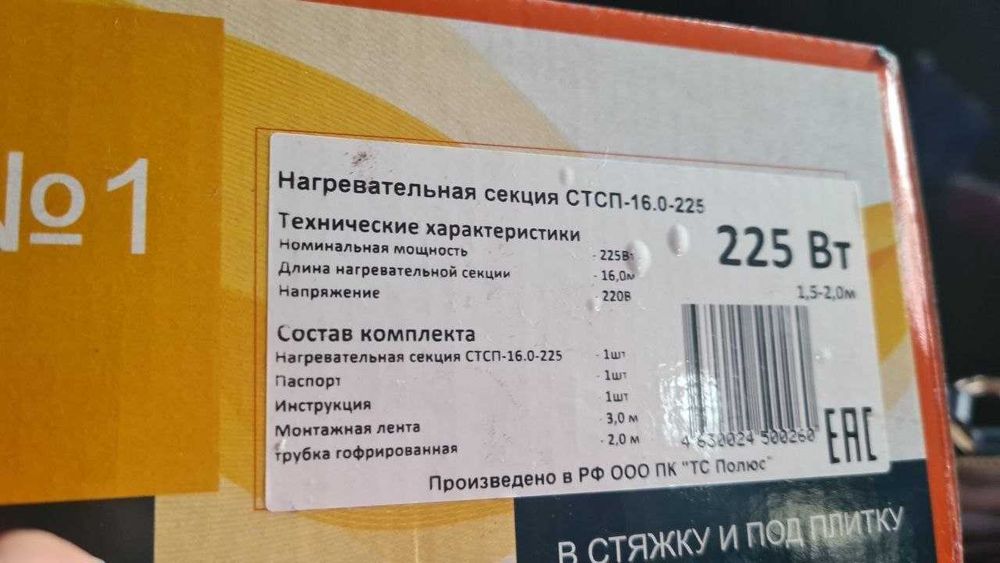 №1
Нагревательная секция СТСП-16.0-225
Технические характеристики
Номинальная мощность - 225Вт
Длина нагревательной секции - 16,0м
Напряжение 220В
225 Вт
1,5-2,0м
Состав комплекта
Нагревательная секция СТСП-16.0-225 - 1шт
Паспорт - 1шт
Инструкция 1шт
Монтажная лента - 3,0 м
трубка гофрированная - 2,0 м
4 630024 500260
EAC
Произведено в РФ ООО ПК "ТС Полюс"
В СТЯЖКУ И ПОД ПЛИТКУ